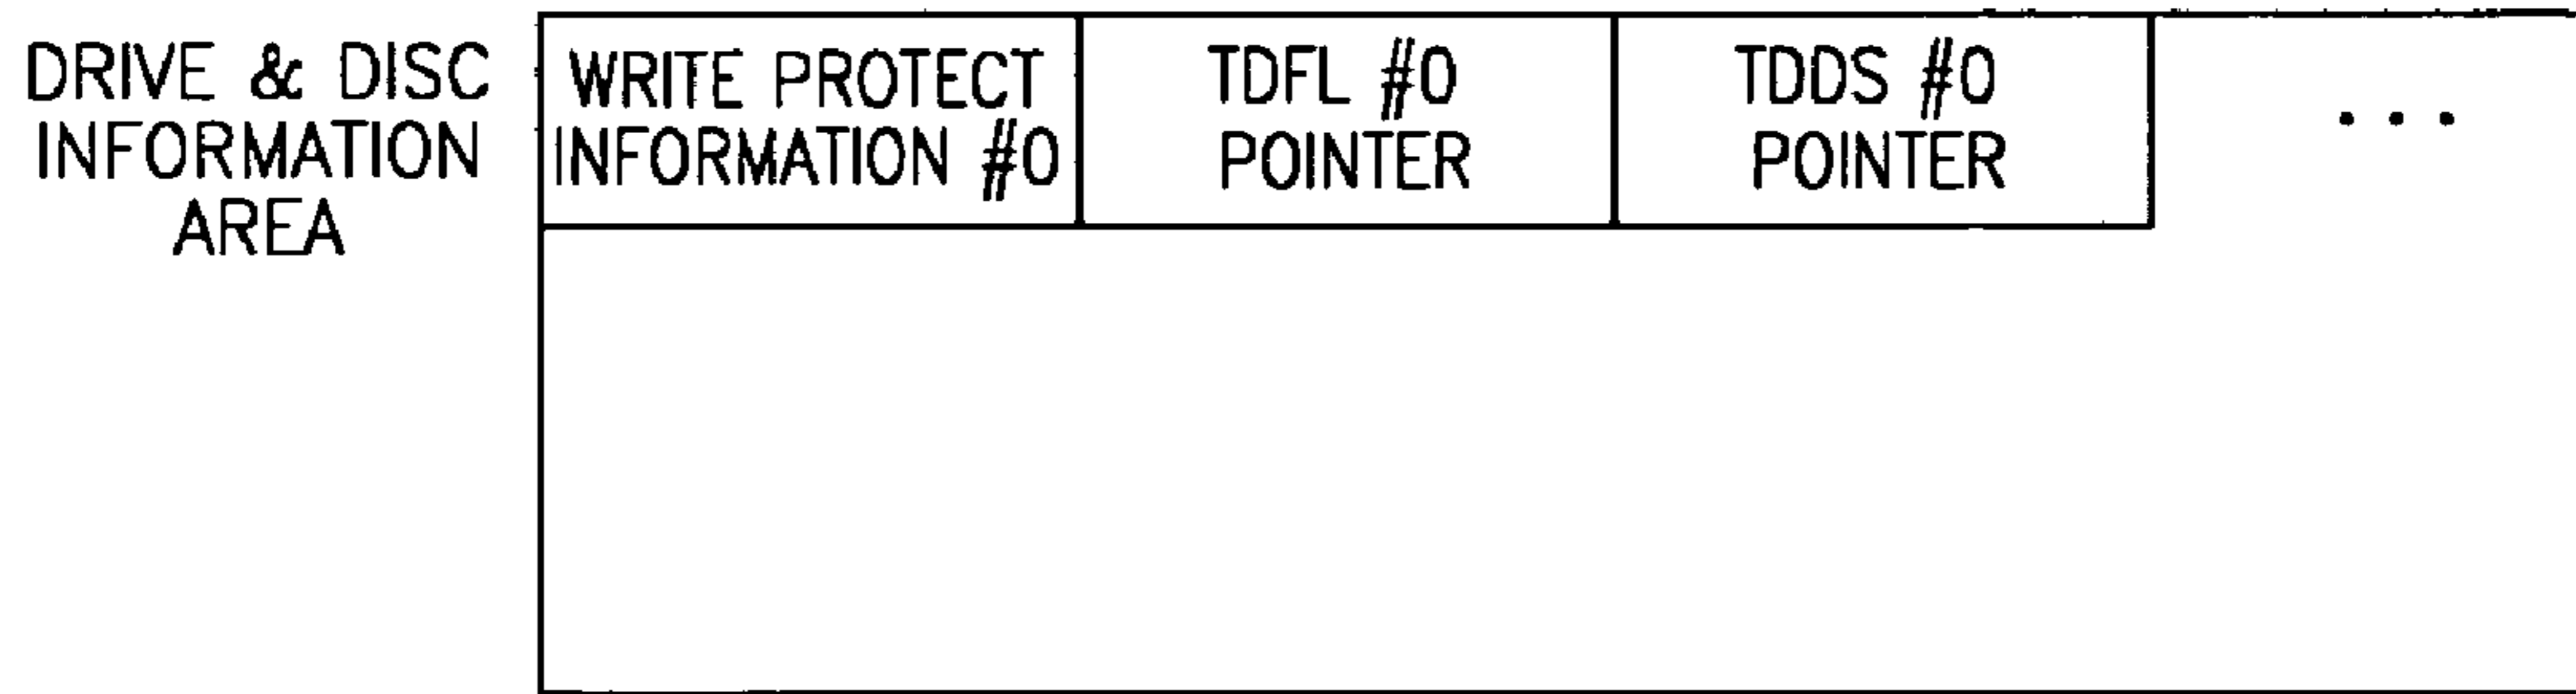 DRIVE & DISC
INFORMATION
AREA
WRITE PROTECT
INFORMATION #0
TDFL #0
POINTER
TDDS #0
POINTER
. . .